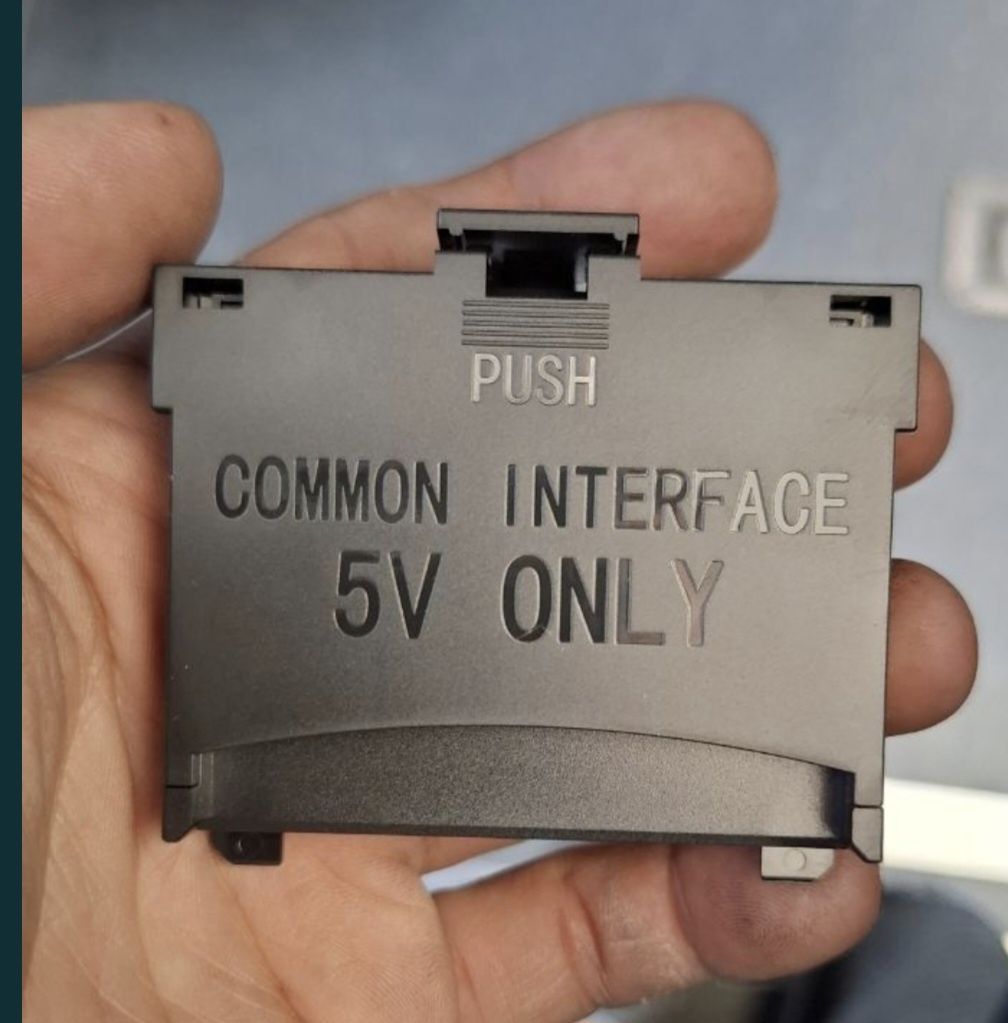 PUSH
COMMON INTERFACE
5V ONLY